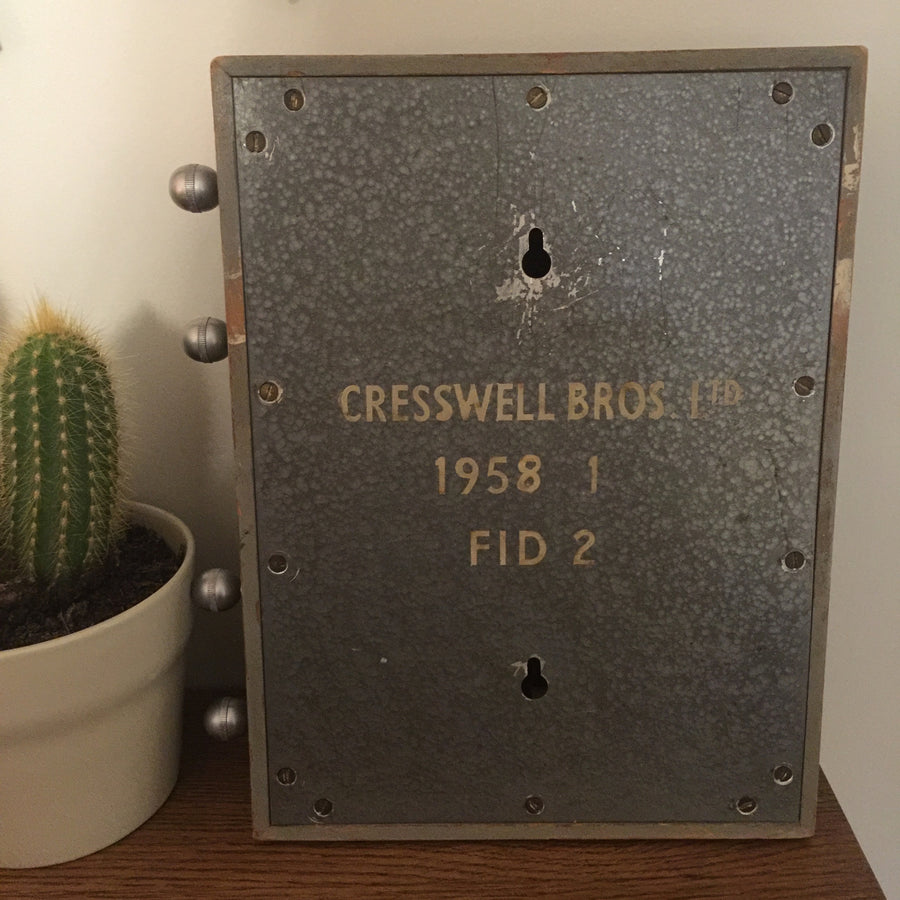 CRESSWELL BROS. LTD
1958 1
FID 2